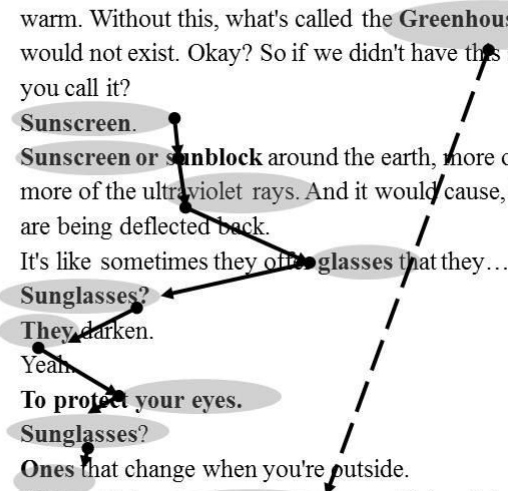 warm. Without this, what's called the Greenhous
would not exist. Okay? So if we didn't have this
you call it?
Sunscreen.
Sunscreen or sunblock around the earth, more o
more of the ultraviolet rays. And it would cause,
are being deflected back.
It's like sometimes they offer glasses that they…
Sunglasses?
They darken.
Yeah.
To protect your eyes.
Sunglasses?
Ones that change when you're outside.